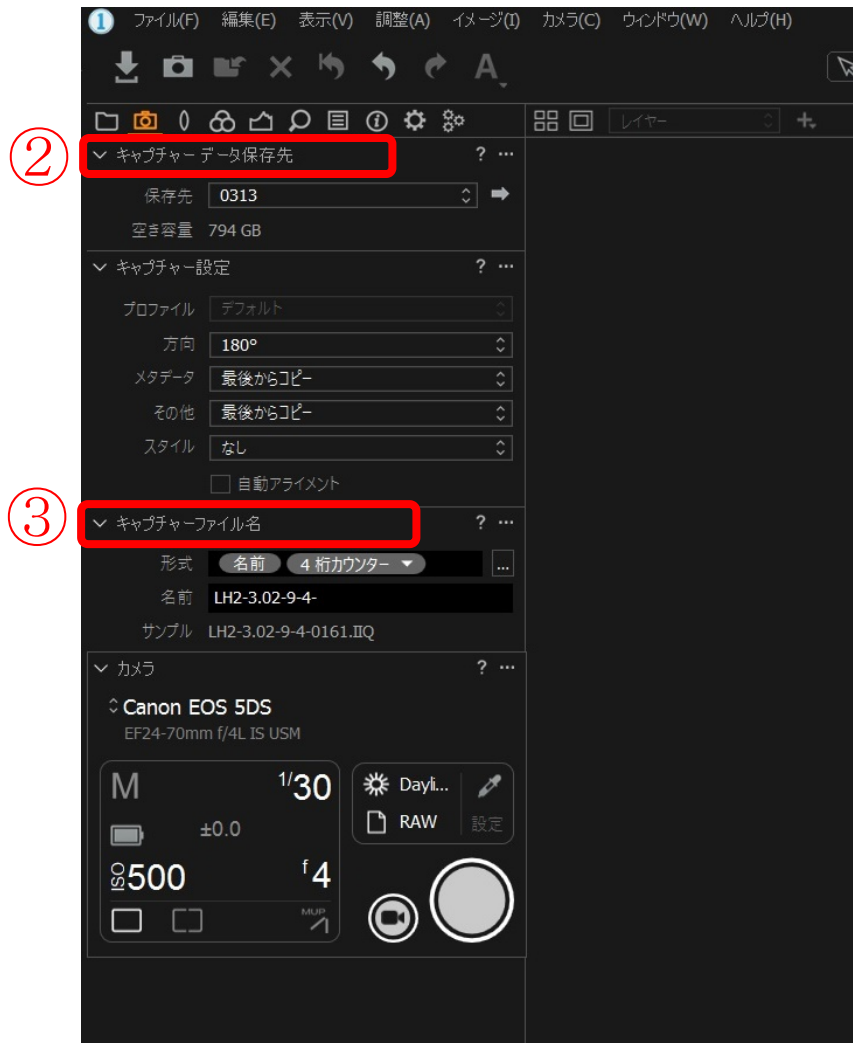 1 ファイル(F) 編集(E) 表示(V) 調整(A) イメージ(I) カメラ(C) ウィンドウ(W) ヘルプ(H)
A
レイヤー
②
キャプチャー データ保存先 ? ...
保存先 0313
空き容量 794 GB
キャプチャー設定 ? ...
プロファイル デフォルト
方向 180°
メタデータ 最後からコピー
その他 最後からコピー
スタイル なし
自動アライメント
③
キャプチャーファイル名 ? ...
形式 名前 4 桁カウンター ...
名前 LH2-3.02-9-4-
サンプル LH2-3.02-9-4-0161.IIQ
カメラ ? ...
Canon EOS 5DS
EF24-70mm f/4L IS USM
M 1/30 Dayli...
±0.0 RAW 設定
ISO 500 f 4
MUP